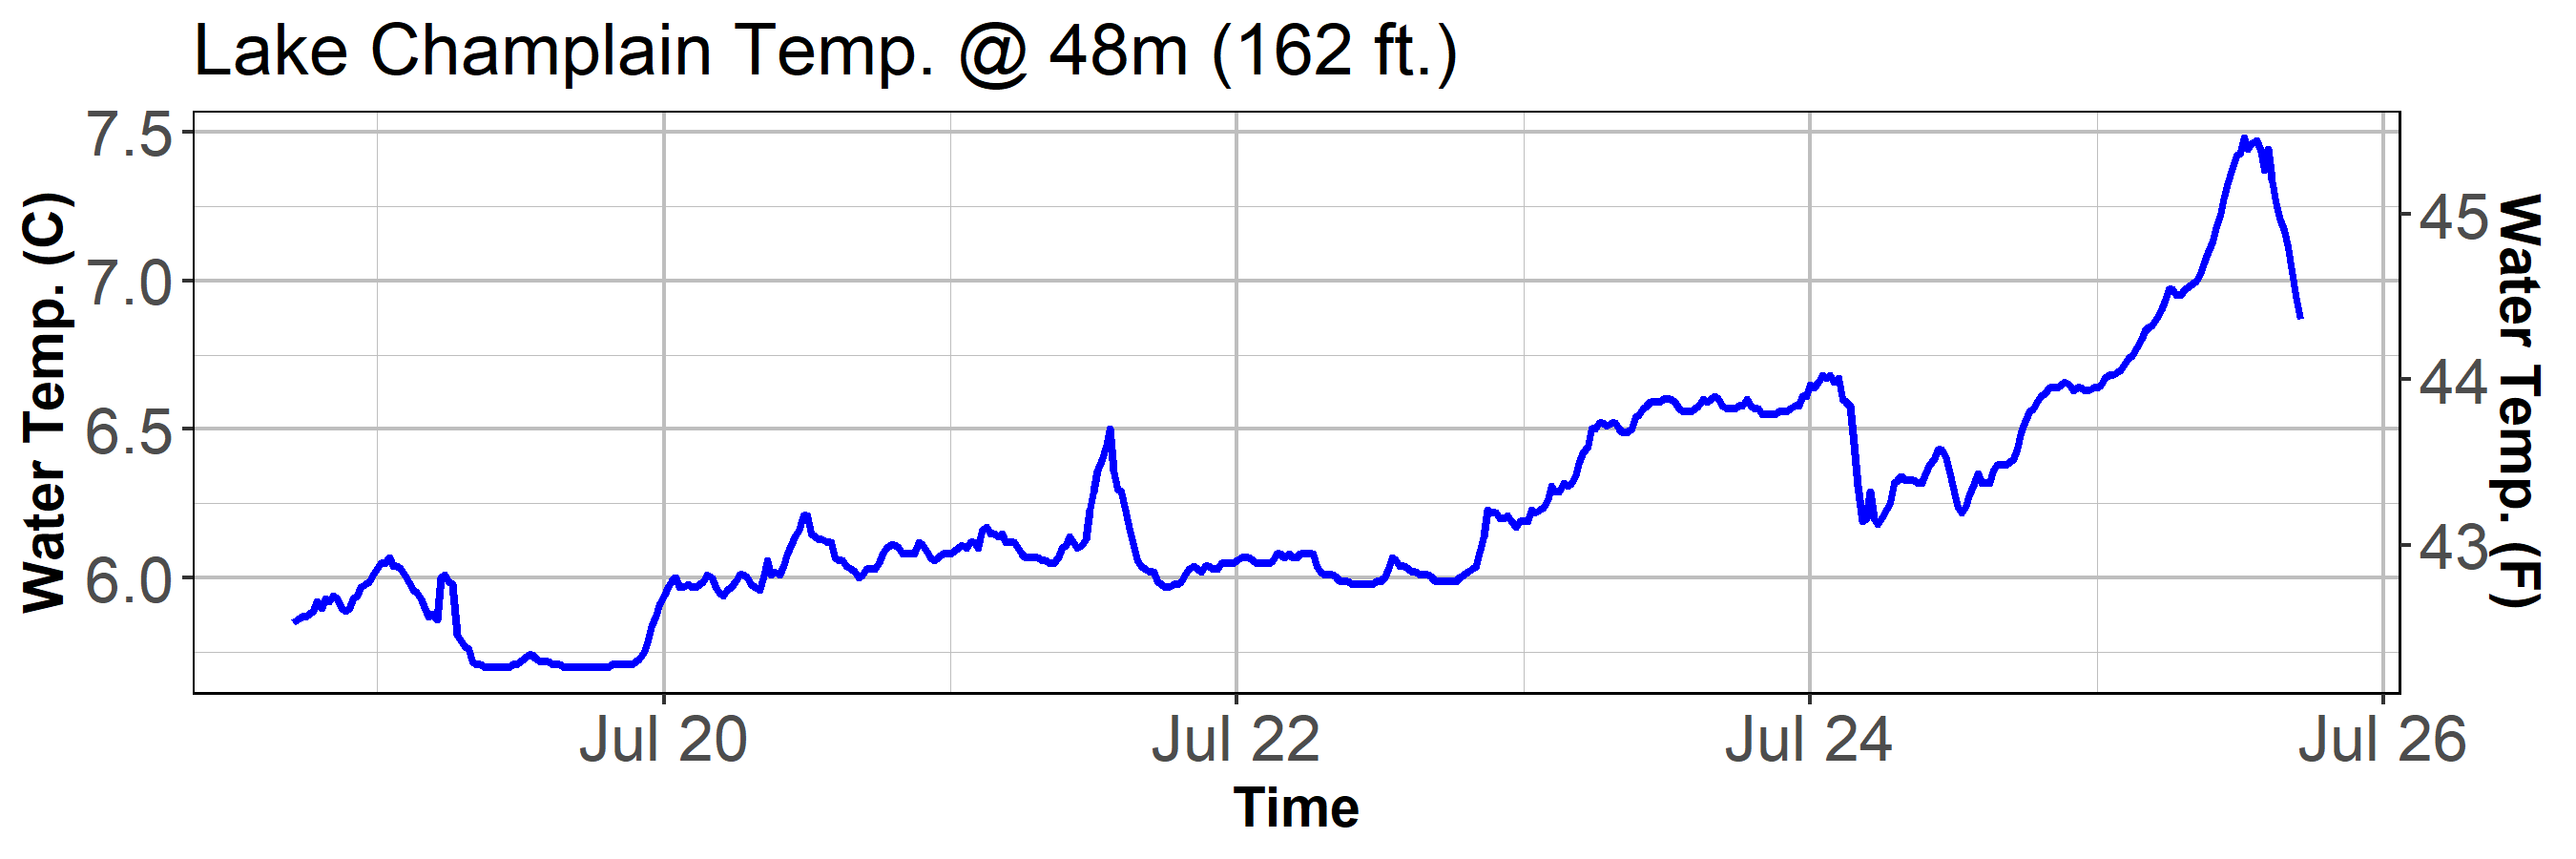 Lake Champlain Temp. @ 48m (162 ft.)
Water Temp. (C)
7.5
7.0
6.5
6.0
45
44
43
Water Temp. (F)
Jul 20 Jul 22 Jul 24 Jul 26
Time